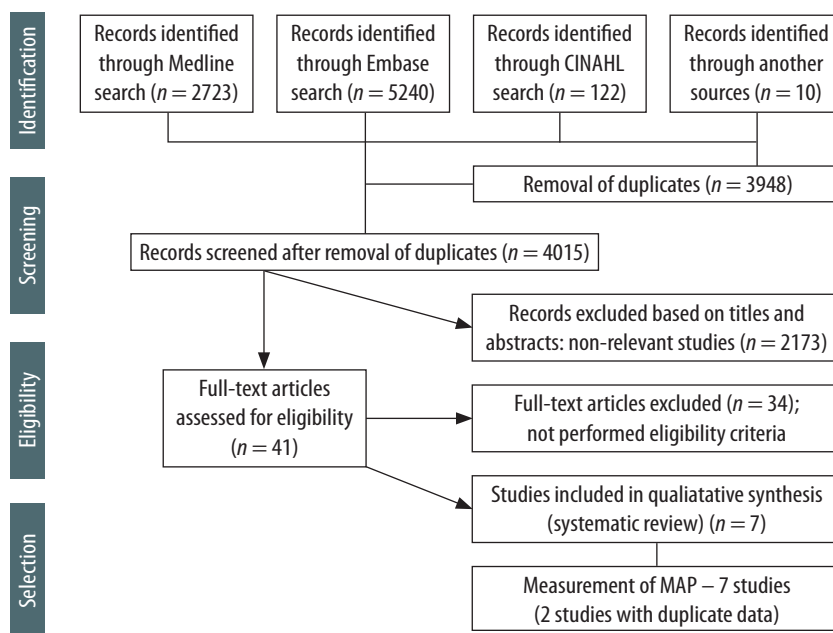 Identification
Records identified
through Medline
search (n = 2723)
Records identified
through Embase
search (n = 5240)
Records identified
through CINAHL
search (n = 122)
Records identified
through another
sources (n = 10)
Removal of duplicates (n = 3948)
Screening
Records screened after removal of duplicates (n = 4015)
Records excluded based on titles and
abstracts: non-relevant studies (n = 2173)
Eligibility
Full-text articles
assessed for eligibility
(n = 41)
Full-text articles excluded (n = 34);
not performed eligibility criteria
Studies included in qualiatative synthesis
(systematic review) (n = 7)
Selection
Measurement of MAP – 7 studies
(2 studies with duplicate data)